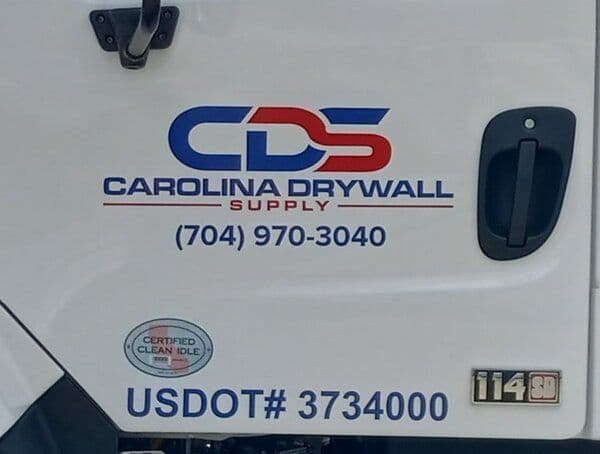 CDS
CAROLINA DRYWALL
SUPPLY
(704) 970-3040
CERTIFIED
CLEAN IDLE
USDOT# 3734000
114SD